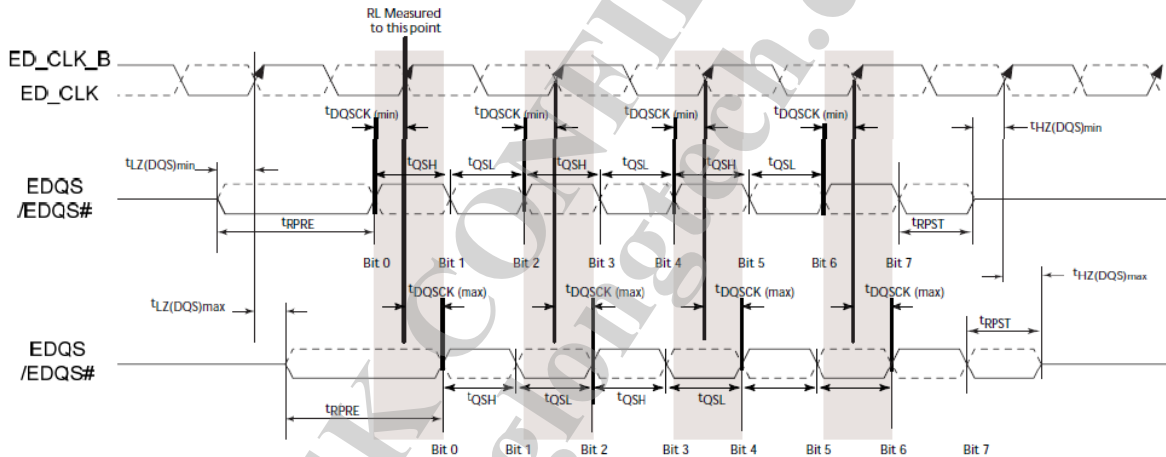 RL Measured
to this point
ED_CLK_B
ED_CLK
tDQSCK (min) tDQSCK (min) tDQSCK (min) tDQSCK (min)
tHZ(DQS)min
tLZ(DQS)min
tQSH tQSL tQSH tQSL tQSH tQSL
EDQS
/EDQS#
tRPRE tRPST
Bit 0 Bit 1 Bit 2 Bit 3 Bit 4 Bit 5 Bit 6 Bit 7
tHZ(DQS)max
tLZ(DQS)max
tDQSCK (max) tDQSCK (max) tDQSCK (max) tDQSCK (max)
tRPST
EDQS
/EDQS#
tQSH tQSL tQSH tQSL
tRPRE
Bit 0 Bit 1 Bit 2 Bit 3 Bit 4 Bit 5 Bit 6 Bit 7